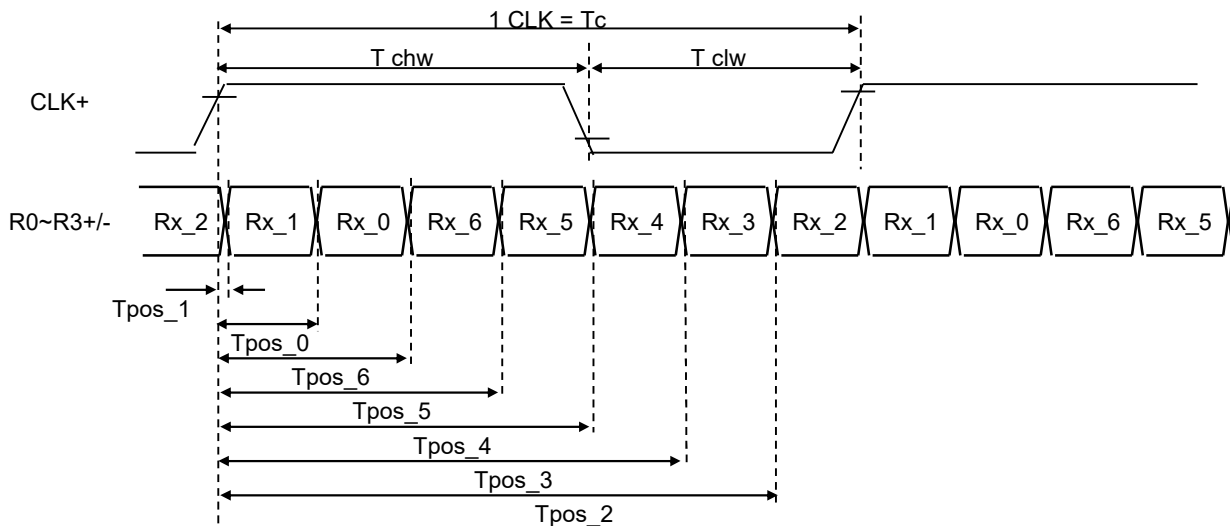 1 CLK = Tc
T chw T clw
CLK+
R0~R3+/- Rx_2 Rx_1 Rx_0 Rx_6 Rx_5 Rx_4 Rx_3 Rx_2 Rx_1 Rx_0 Rx_6 Rx_5
Tpos_1
Tpos_0
Tpos_6
Tpos_5
Tpos_4
Tpos_3
Tpos_2